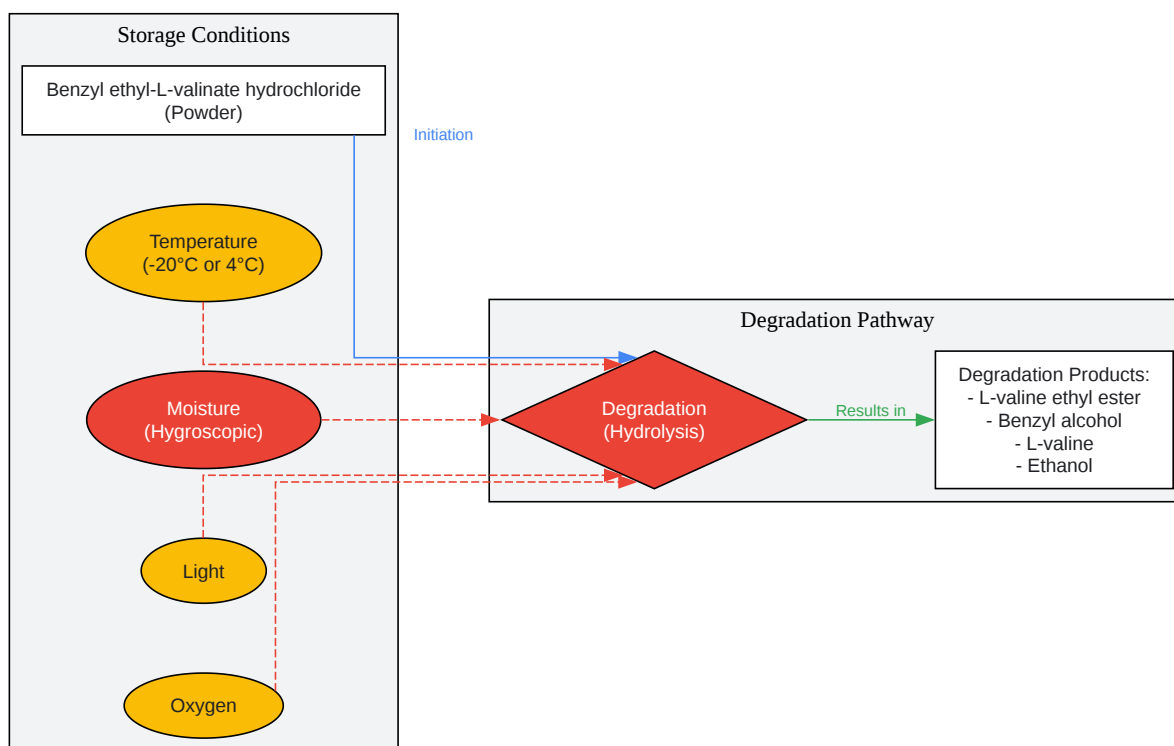 Storage Conditions
Benzyl ethyl-L-valinate hydrochloride
(Powder)
Initiation
Temperature
(-20°C or 4°C)
Moisture
(Hygroscopic)
Light
Oxygen
Degradation Pathway
Degradation
(Hydrolysis)
Results in
Degradation Products:
- L-valine ethyl ester
- Benzyl alcohol
- L-valine
- Ethanol